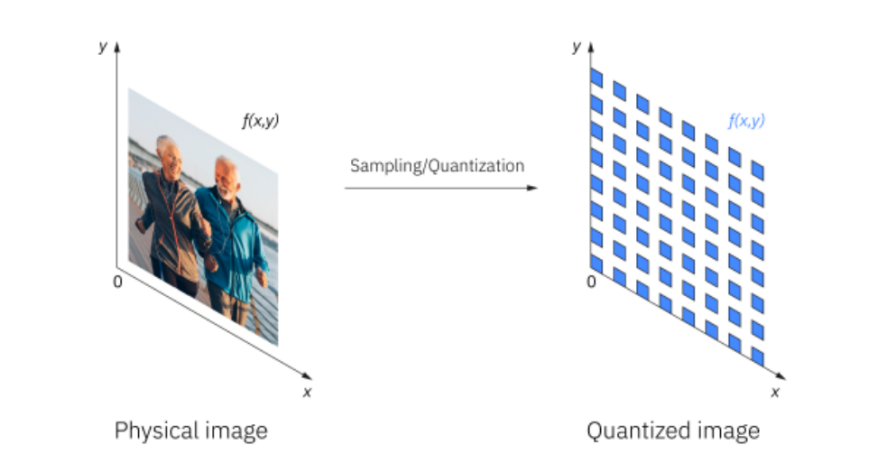 y
f(x,y)
0
x
Physical image
Sampling/Quantization
y
f(x,y)
0
x
Quantized image